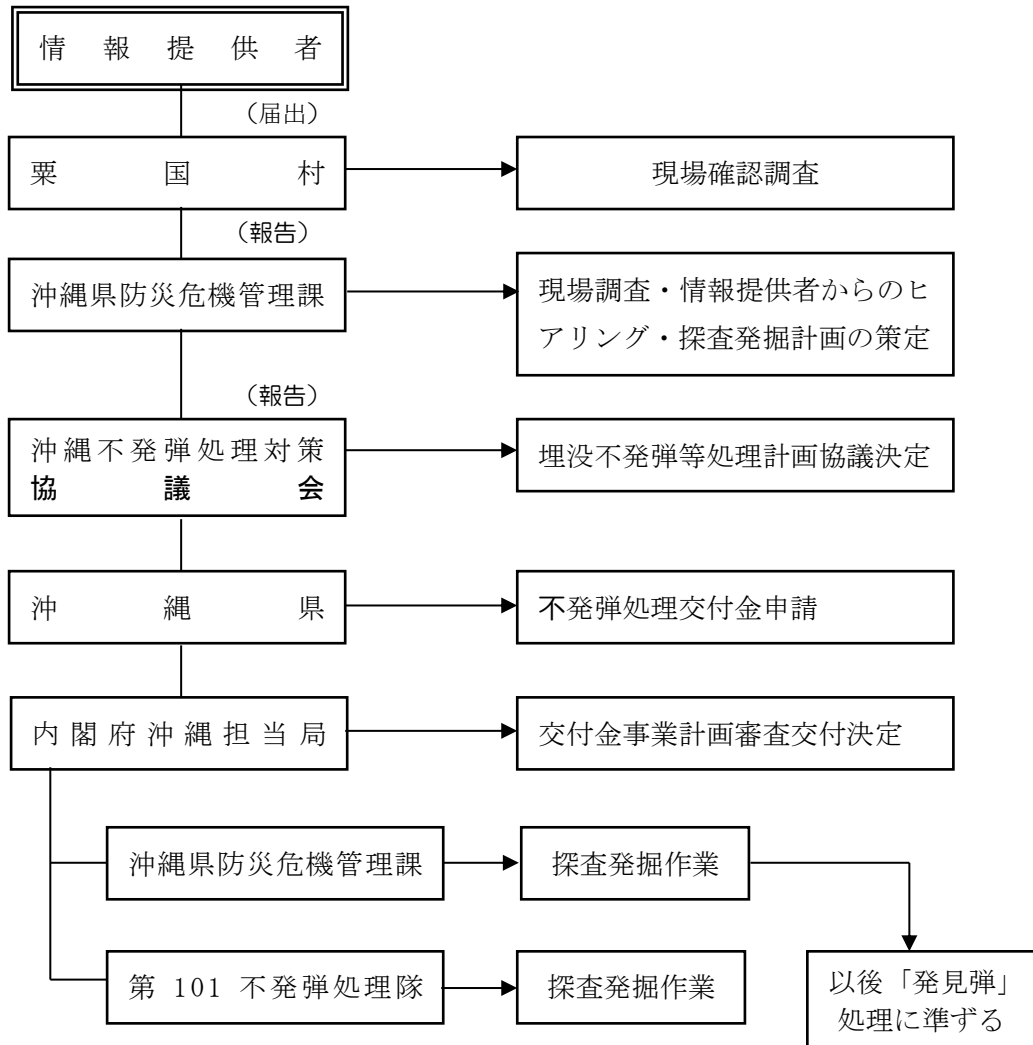 情報提供者
（届出）
粟国村
現場確認調査
（報告）
沖縄県防災危機管理課
現場調査・情報提供者からのヒ
アリング・探査発掘計画の策定
（報告）
沖縄不発弾処理対策
協議会
埋没不発弾等処理計画協議決定
沖縄県
不発弾処理交付金申請
内閣府沖縄担当局
交付金事業計画審査交付決定
沖縄県防災危機管理課
探査発掘作業
第 101 不発弾処理隊
探査発掘作業
以後「発見弾」
処理に準ずる